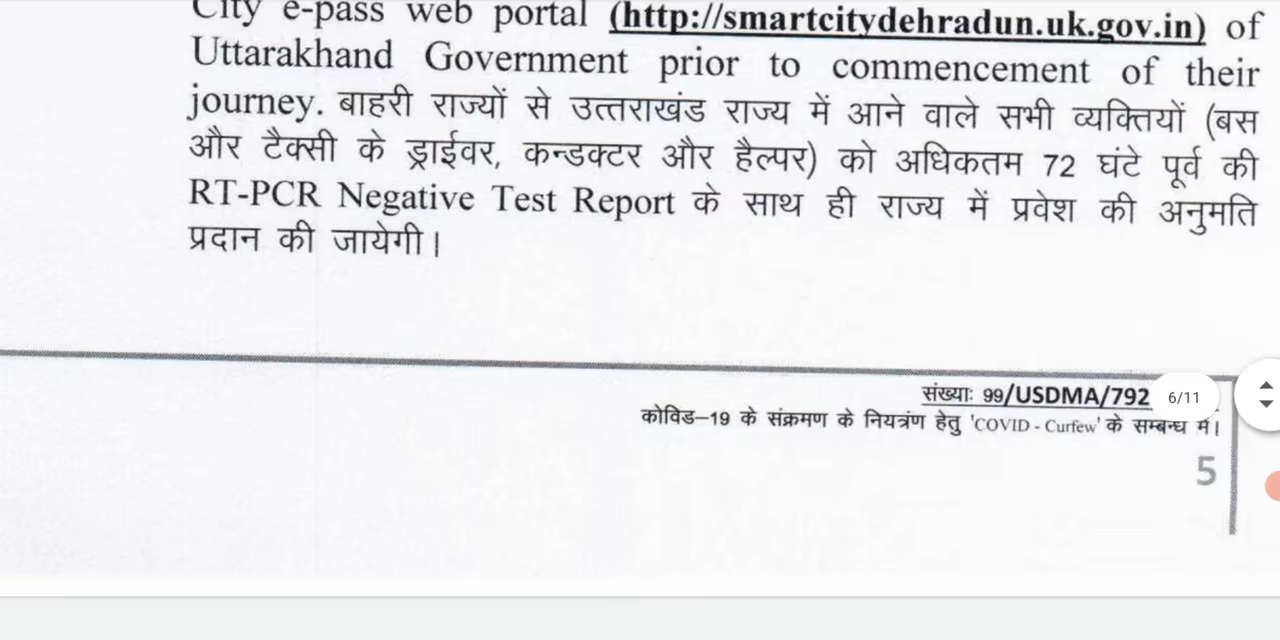 City e-pass web portal (http://smartcitydehradun.uk.gov.in) of
Uttarakhand Government prior to commencement of their
journey. बाहरी राज्यों से उत्तराखंड राज्य में आने वाले सभी व्यक्तियों (बस
और टैक्सी के ड्राईवर, कन्डक्टर और हैल्पर) को अधिकतम 72 घंटे पूर्व की
RT-PCR Negative Test Report के साथ ही राज्य में प्रवेश की अनुमति
प्रदान की जायेगी।
संख्याः 99/USDMA/792
6/11
कोविड–19 के संक्रमण के नियत्रंण हेतु 'COVID - Curfew' के सम्बन्ध में।
5